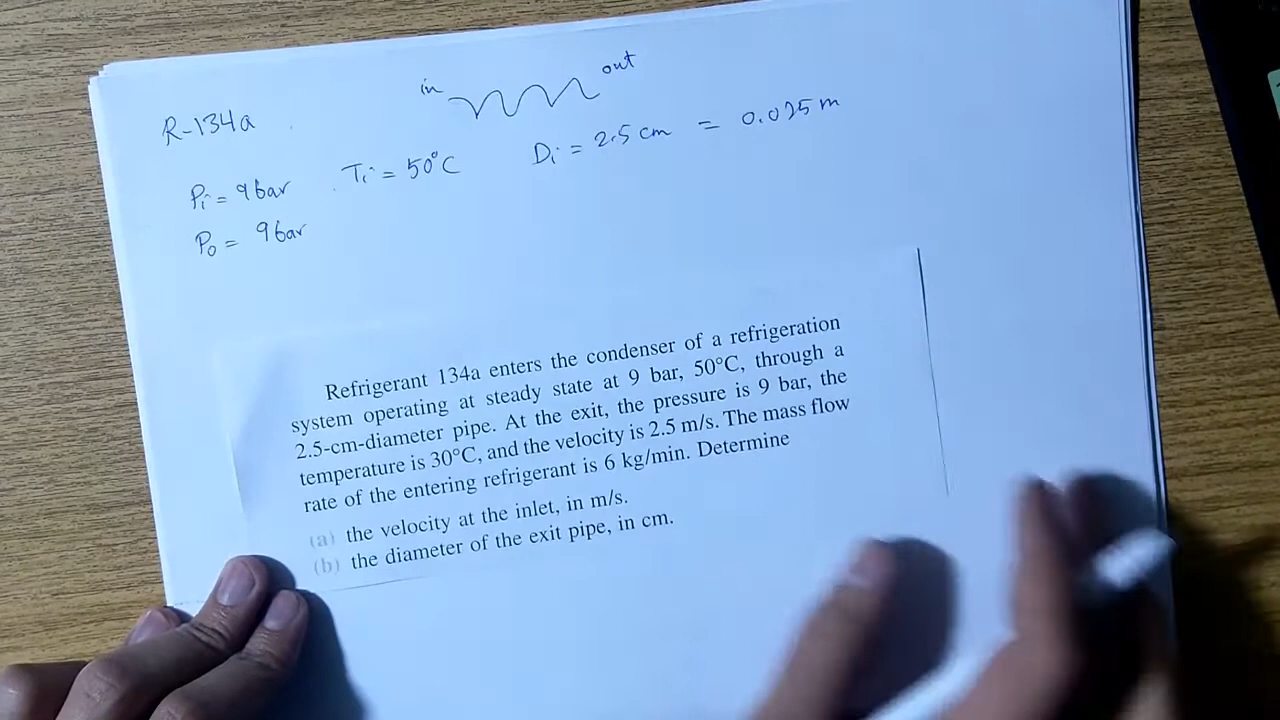 in out
R-134a
Pi = 9bar Ti = 50°C Di = 2.5 cm = 0.025 m
Po = 9bar
Refrigerant 134a enters the condenser of a refrigeration
system operating at steady state at 9 bar, 50°C, through a
2.5-cm-diameter pipe. At the exit, the pressure is 9 bar, the
temperature is 30°C, and the velocity is 2.5 m/s. The mass flow
rate of the entering refrigerant is 6 kg/min. Determine
(a) the velocity at the inlet, in m/s.
(b) the diameter of the exit pipe, in cm.